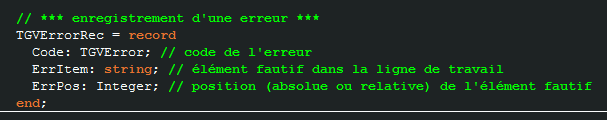 // *** enregistrement d'une erreur ***
TGVErrorRec = record
Code: TGVError; // code de l'erreur
ErrItem: string; // élément fautif dans la ligne de travail
ErrPos: Integer; // position (absolue ou relative) de l'élément fautif
end;